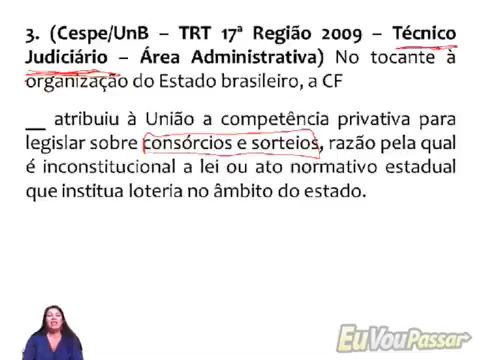 3. (Cespe/UnB – TRT 17ª Região 2009 – Técnico
Judiciário – Área Administrativa) No tocante à
organização do Estado brasileiro, a CF
__ atribuiu à União a competência privativa para
legislar sobre consórcios e sorteios, razão pela qual
é inconstitucional a lei ou ato normativo estadual
que institua loteria no âmbito do estado.
EuVouPassar